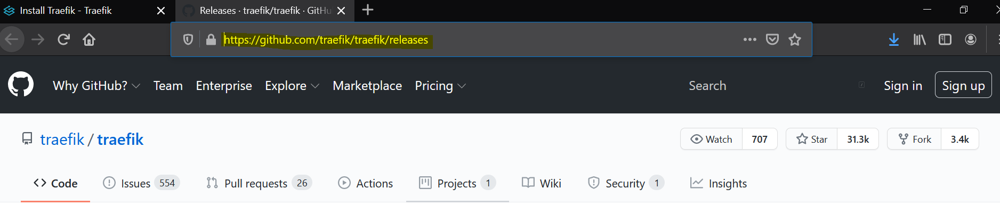 Install Traefik - Traefik
Releases · traefik/traefik · GitHu
https://github.com/traefik/traefik/releases
Why GitHub? Team Enterprise Explore Marketplace Pricing Search / Sign in Sign up
traefik / traefik Watch 707 Star 31.3k Fork 3.4k
Code Issues 554 Pull requests 26 Actions Projects 1 Wiki Security 1 Insights